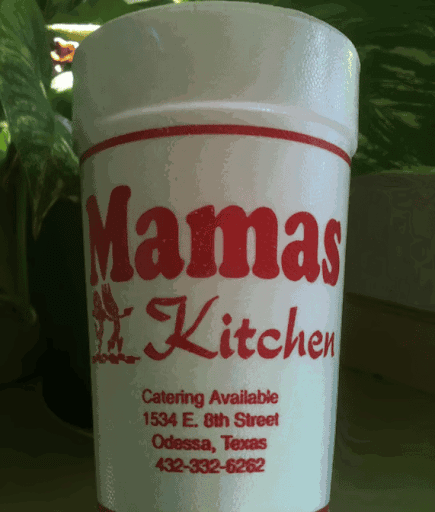 Mamas
Kitchen
Catering Available
1534 E. 8th Street
Odessa, Texas
432-332-6262